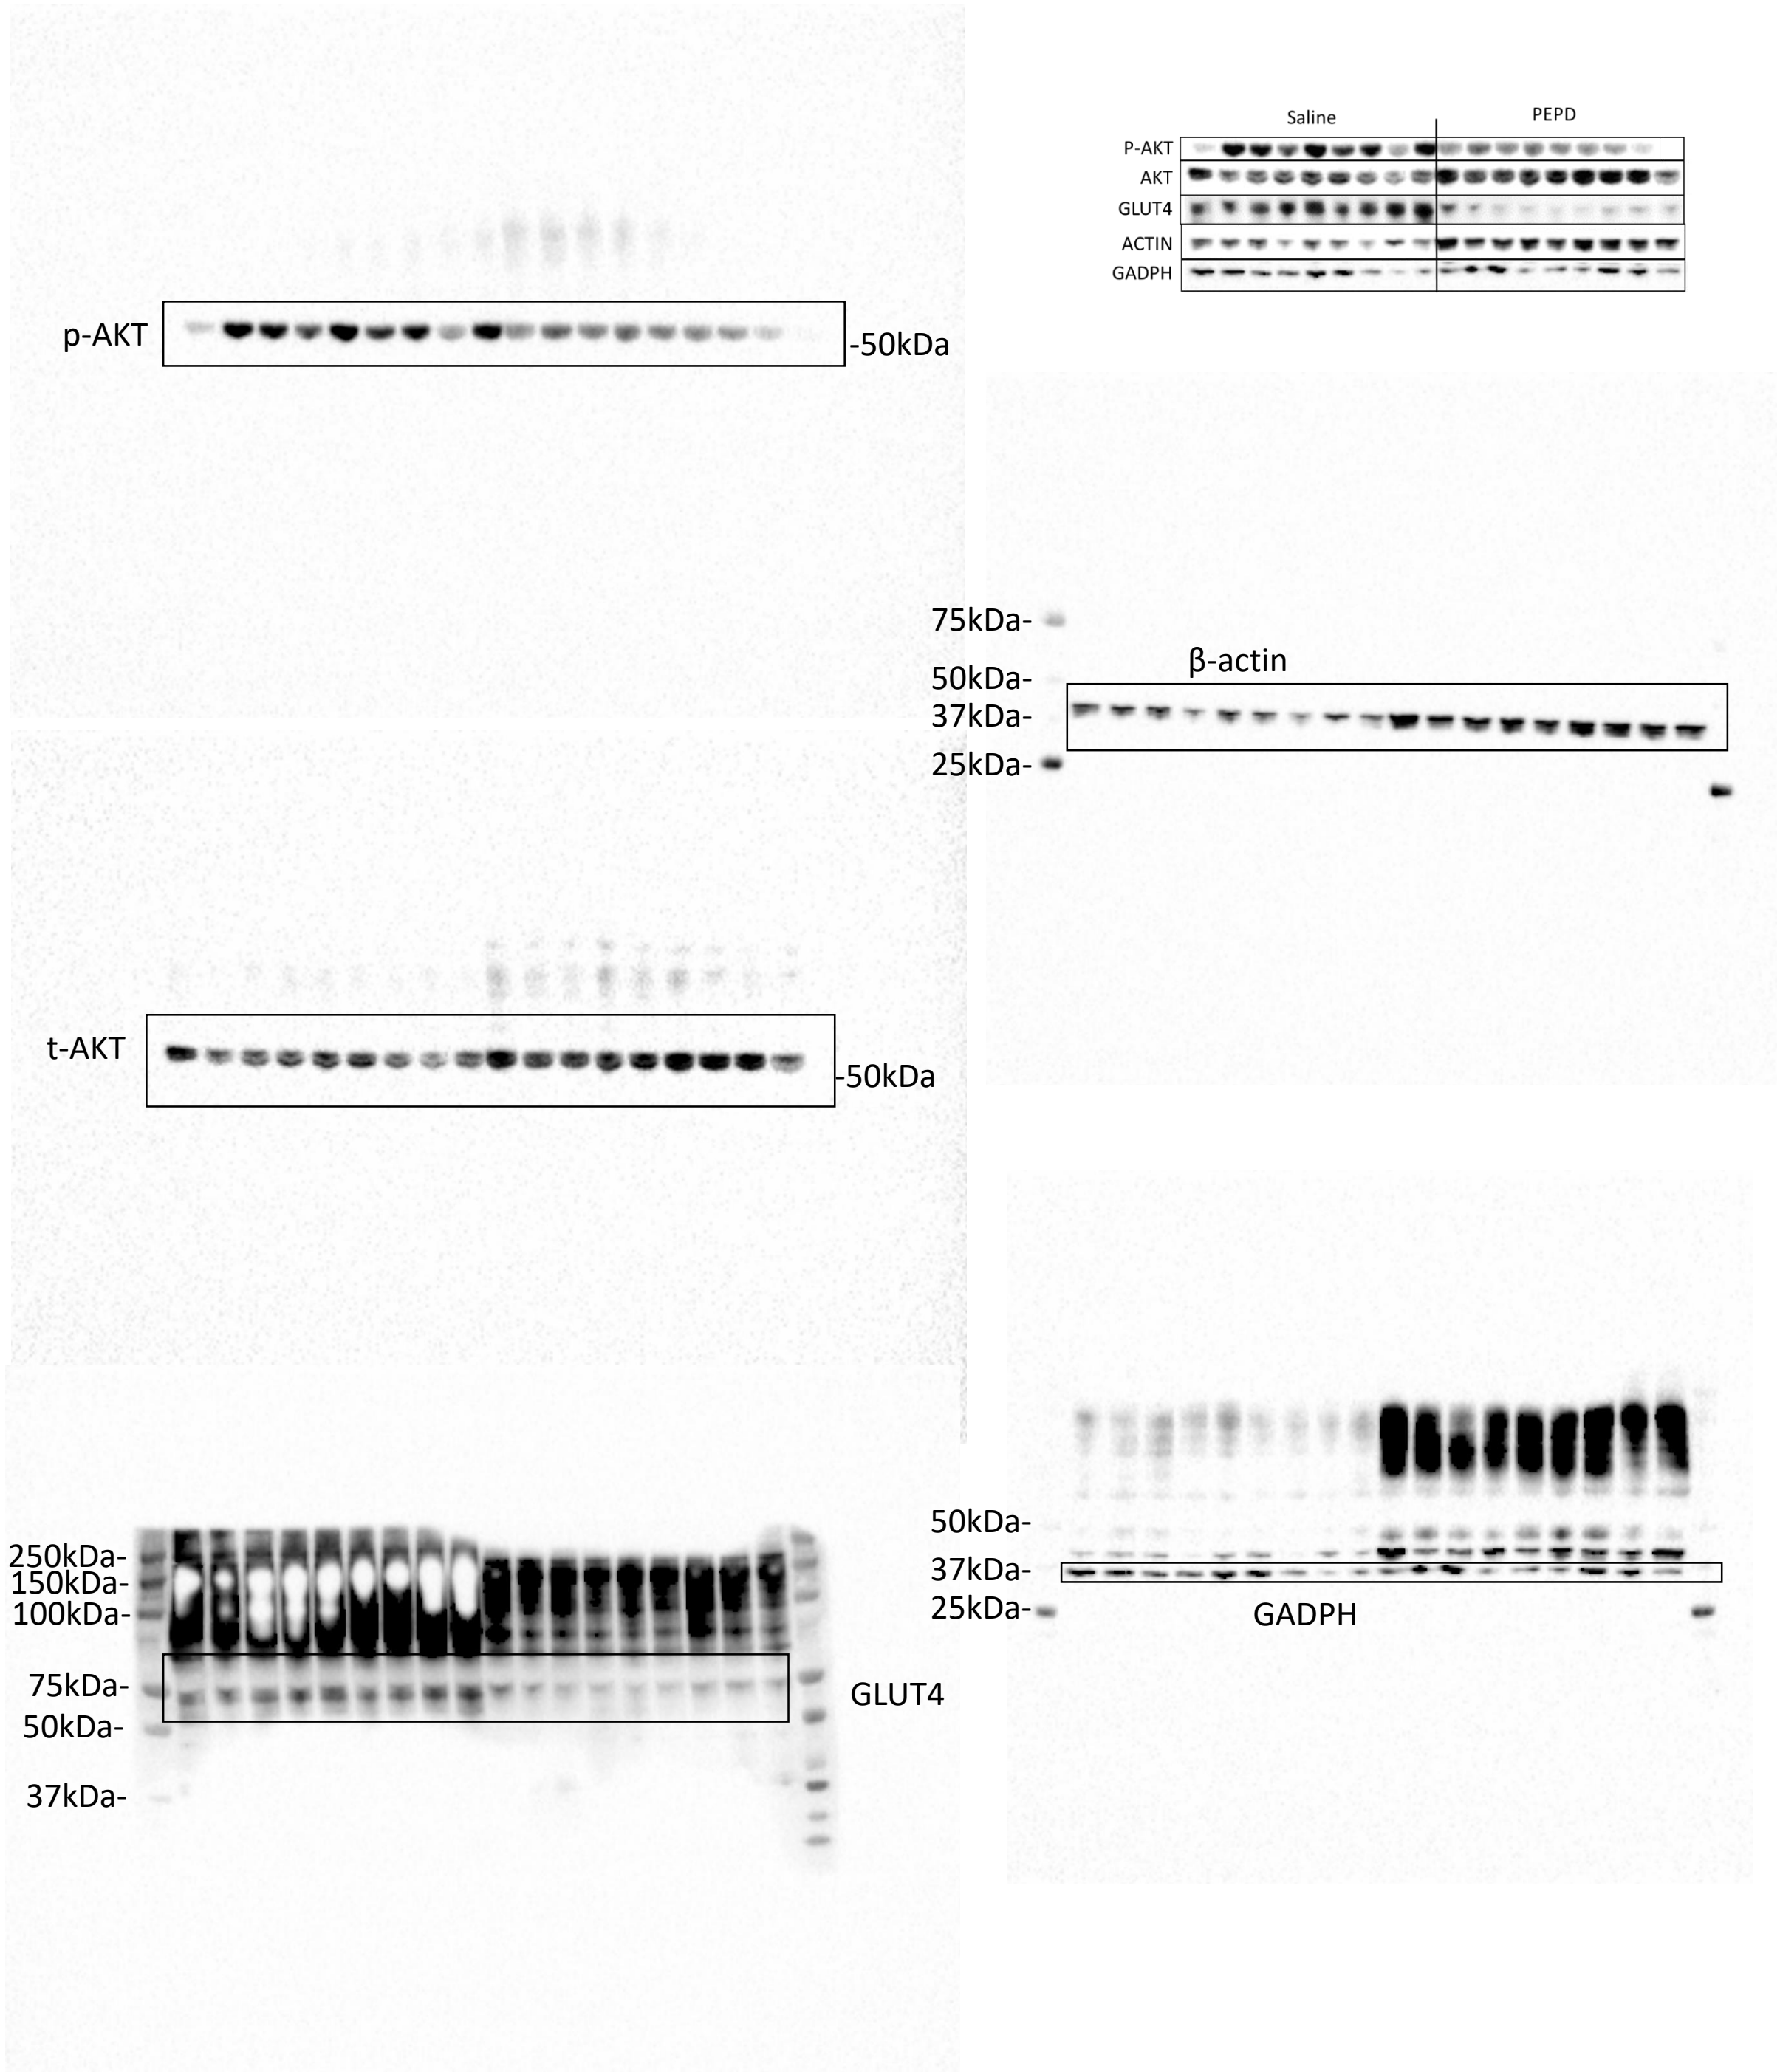 Saline PEPD
P-AKT
AKT
GLUT4
ACTIN
GADPH
p-AKT
-50kDa
75kDa-
β-actin
50kDa-
37kDa-
25kDa-
t-AKT
-50kDa
250kDa-
150kDa-
100kDa-
75kDa-
50kDa-
37kDa-
GLUT4
50kDa-
37kDa-
25kDa-
GADPH